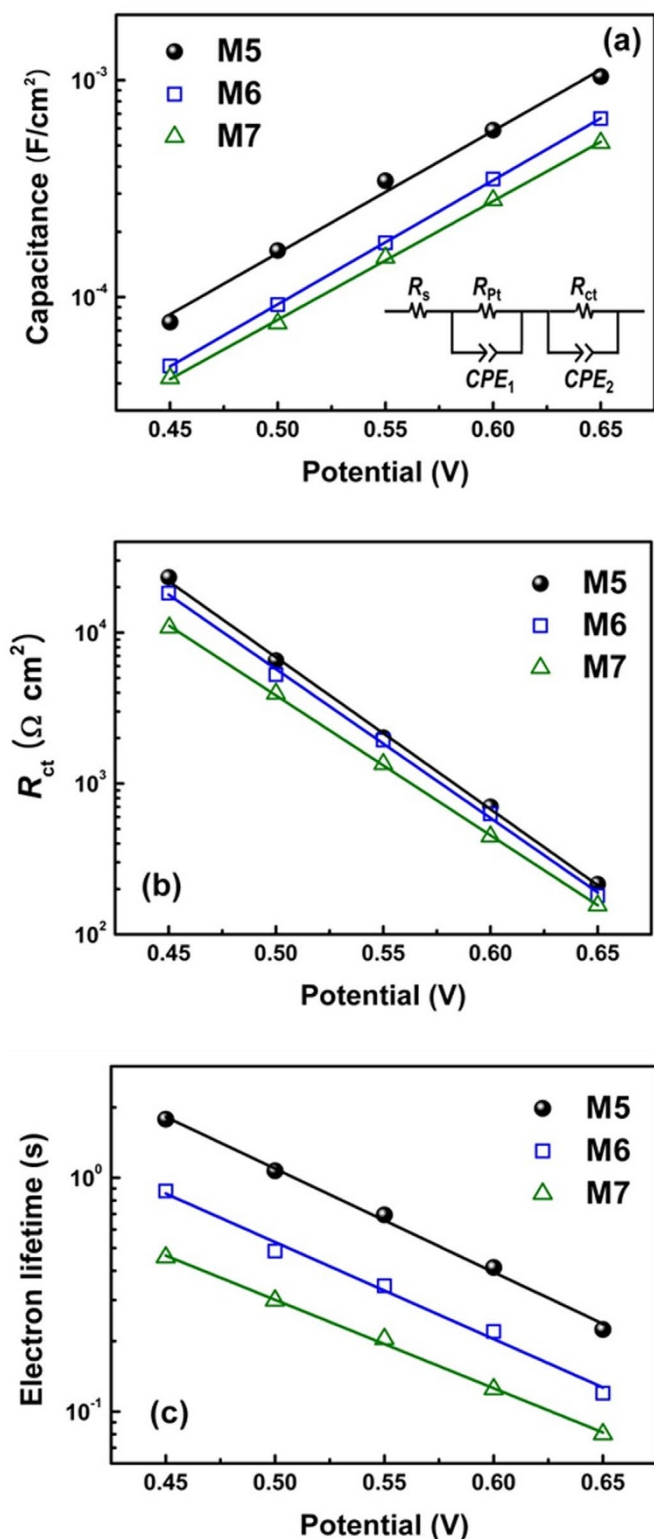 (a)
M5
M6
M7
10⁻³
10⁻⁴
Capacitance (F/cm²)
Rs RPt Rct
CPE1 CPE2
0.45 0.50 0.55 0.60 0.65
Potential (V)
M5
M6
M7
10⁴
10³
10²
Rct (Ω cm²)
(b)
0.45 0.50 0.55 0.60 0.65
Potential (V)
M5
M6
M7
10⁰
10⁻¹
Electron lifetime (s)
(c)
0.45 0.50 0.55 0.60 0.65
Potential (V)